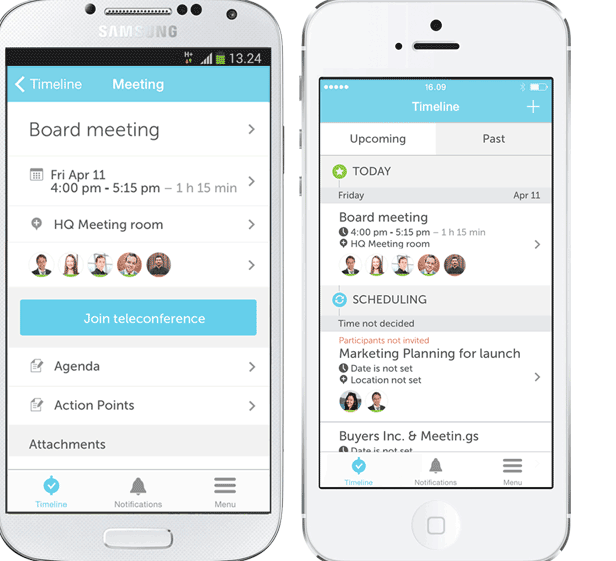 SAMSUNG
H+ 13.24
Timeline Meeting
Board meeting
Fri Apr 11
4:00 pm - 5:15 pm – 1 h 15 min
HQ Meeting room
Join teleconference
Agenda
Action Points
Attachments
Timeline Notifications Menu
16.09
Timeline +
Upcoming Past
TODAY
Friday Apr 11
Board meeting
4:00 pm - 5:15 pm – 1h 15 min
HQ Meeting room
SCHEDULING
Time not decided
Participants not invited
Marketing Planning for launch
Date is not set
Location not set
Buyers Inc. & Meetin.gs
Date is not set
Timeline Notifications Menu